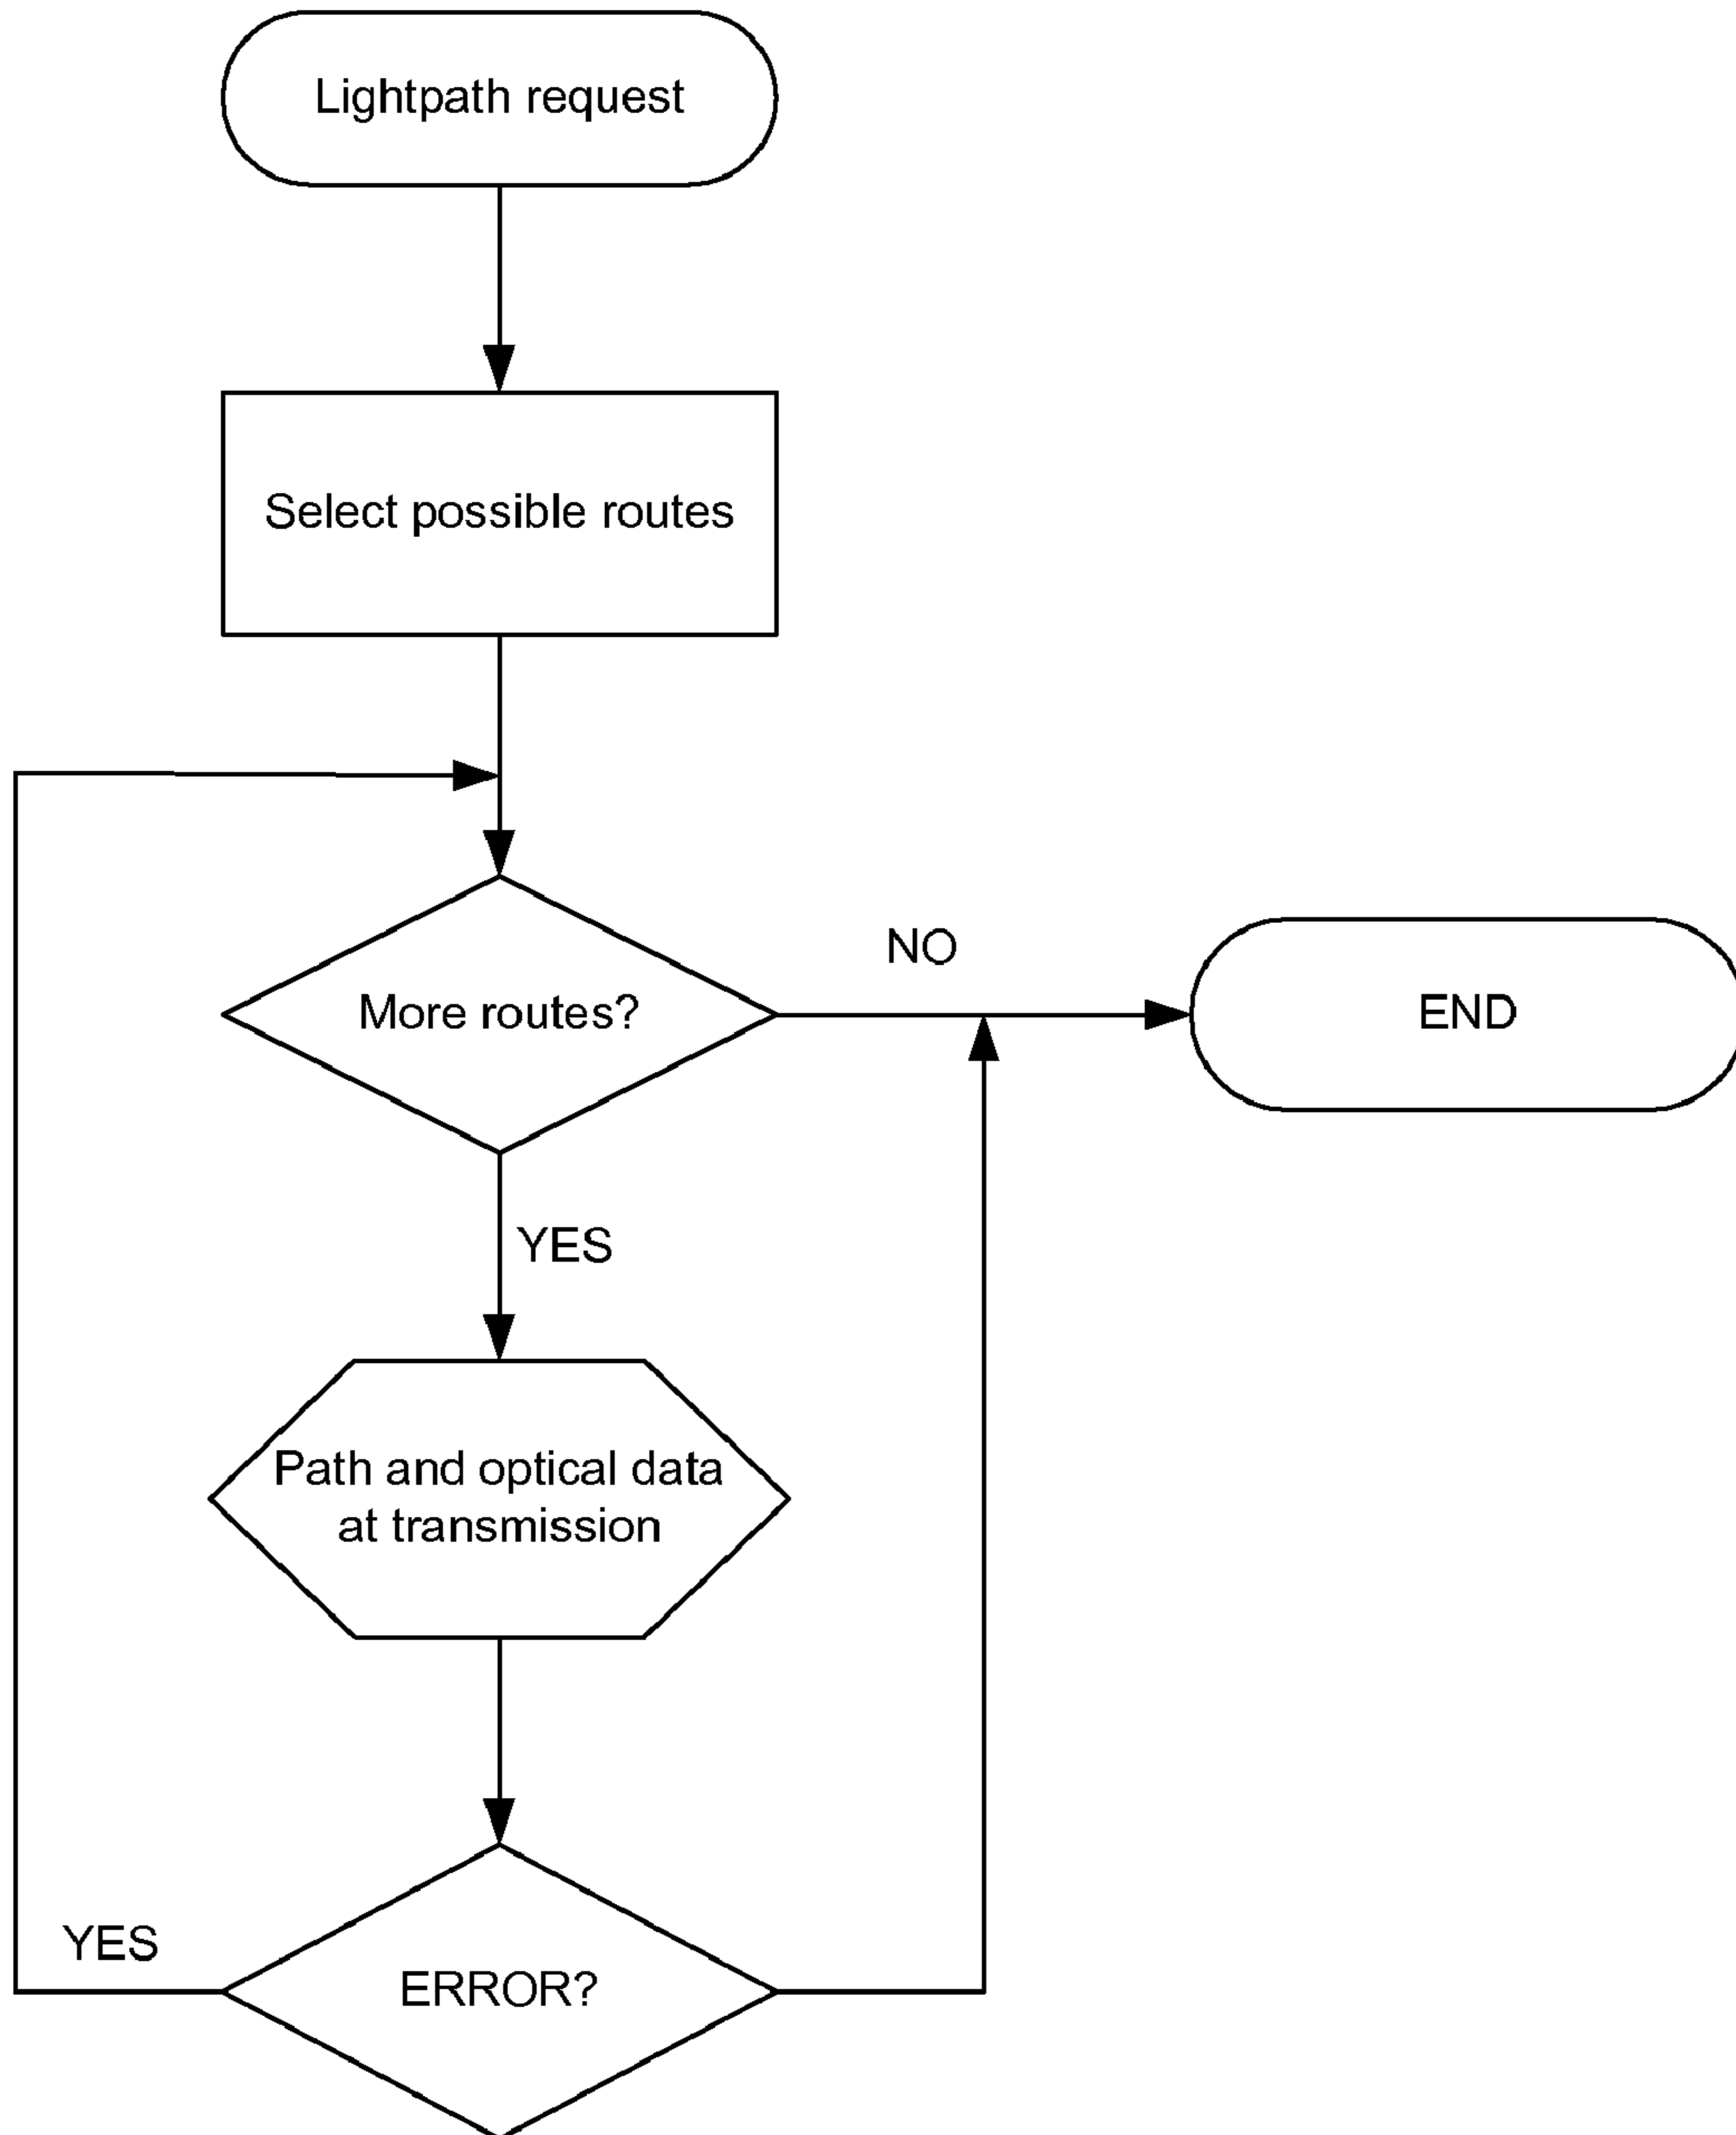 Lightpath request
Select possible routes
More routes?
NO
END
YES
Path and optical data
at transmission
YES
ERROR?